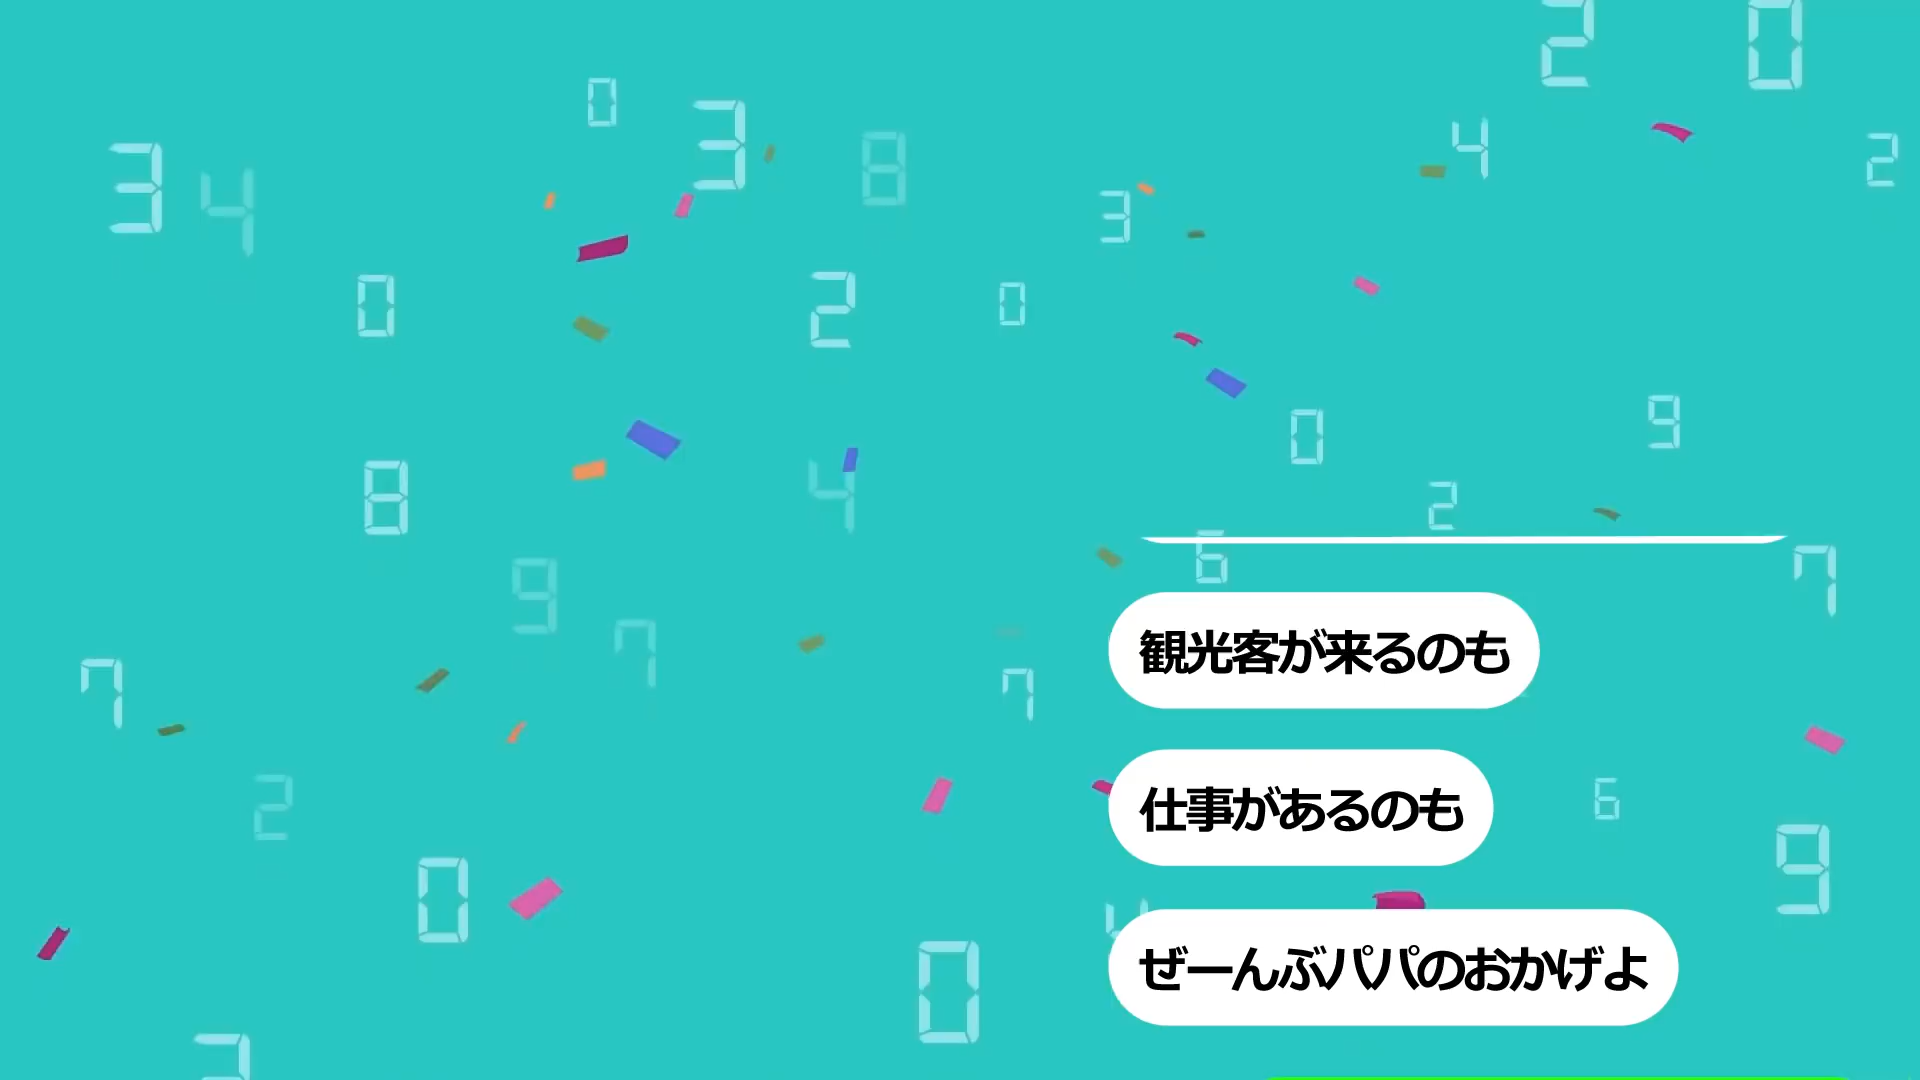 観光客が来るのも
仕事があるのも
ぜーんぶパパのおかげよ